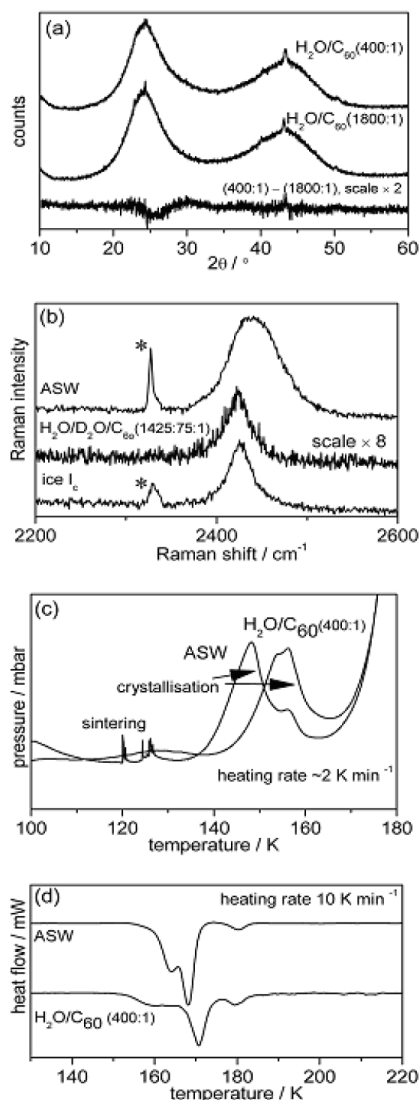 (a)
H₂O/C₆₀(400:1)
H₂O/C₆₀(1800:1)
(400:1) – (1800:1), scale × 2
counts
10 20 30 40 50 60
2θ / °
(b)
*
ASW
H₂O/D₂O/C₆₀(1425:75:1)
scale × 8
ice I꜀
*
Raman intensity
2200 2400 2600
Raman shift / cm⁻¹
(c)
H₂O/C₆₀(400:1)
ASW
crystallisation
sintering
heating rate ~2 K min⁻¹
pressure / mbar
100 120 140 160 180
temperature / K
(d)
heating rate 10 K min⁻¹
ASW
H₂O/C₆₀ (400:1)
heat flow / mW
140 160 180 200 220
temperature / K